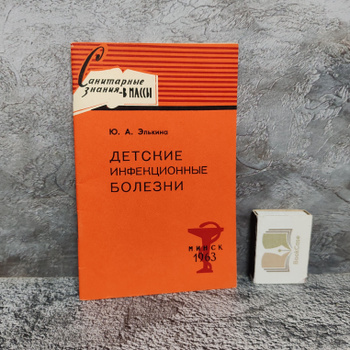 Санитарные
знания-В МАССЫ
Ю. А. Элькина
ДЕТСКИЕ
ИНФЕКЦИОННЫЕ
БОЛЕЗНИ
МИНСК
1963